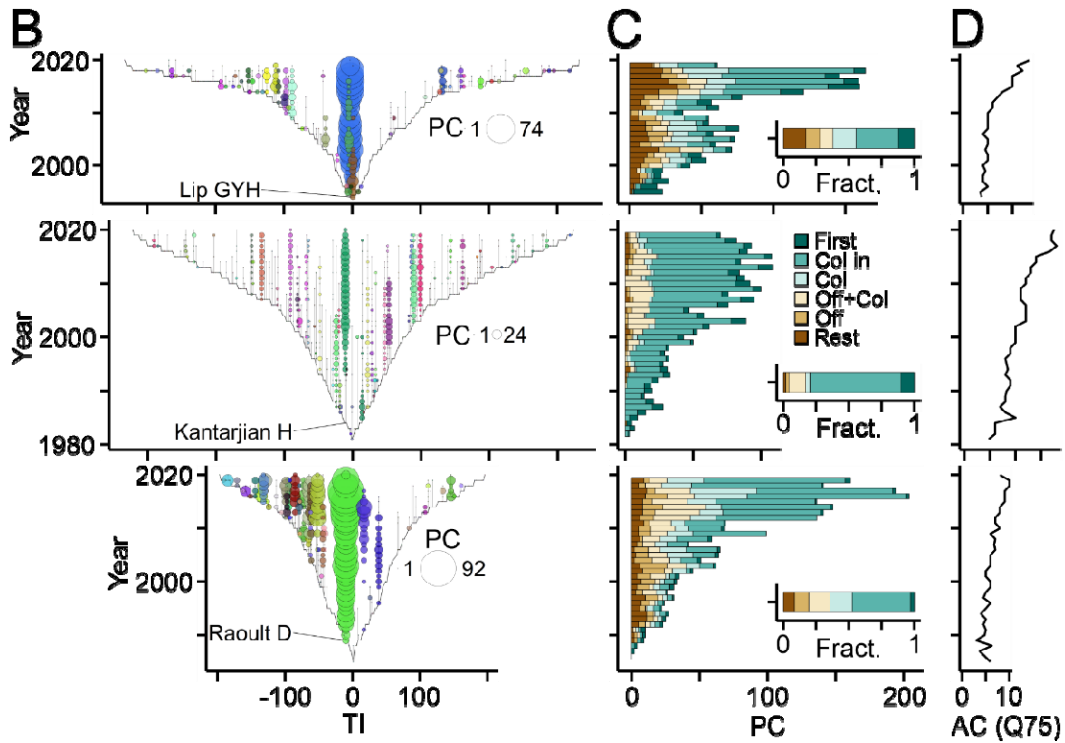 B
C
D
2020
Year
2000
PC 1 74
Lip GYH
0 Fract. 1
2020
Year
2000
1980
PC 1 24
Kantarjian H
First
Col in
Col
Off+Col
Off
Rest
0 1
Fract.
2020
Year
2000
PC
1 92
Raoult D
0 1
Fract.
-100 0 100
TI
0 100 200
PC
0 10
AC (Q75)